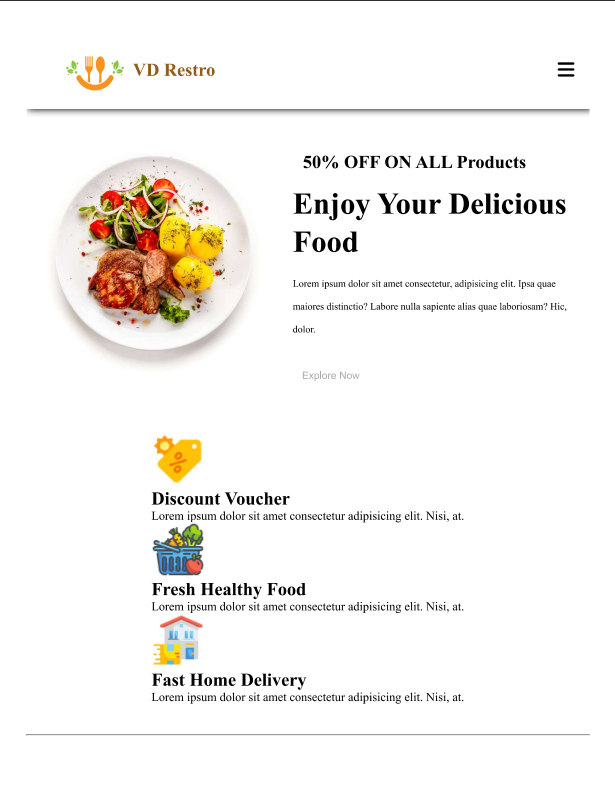 VD Restro
50% OFF ON ALL Products
Enjoy Your Delicious
Food
Lorem ipsum dolor sit amet consectetur, adipisicing elit. Ipsa quae
maiores distinctio? Labore nulla sapiente alias quae laboriosam? Hic,
dolor.
Explore Now
Discount Voucher
Lorem ipsum dolor sit amet consectetur adipisicing elit. Nisi, at.
Fresh Healthy Food
Lorem ipsum dolor sit amet consectetur adipisicing elit. Nisi, at.
Fast Home Delivery
Lorem ipsum dolor sit amet consectetur adipisicing elit. Nisi, at.